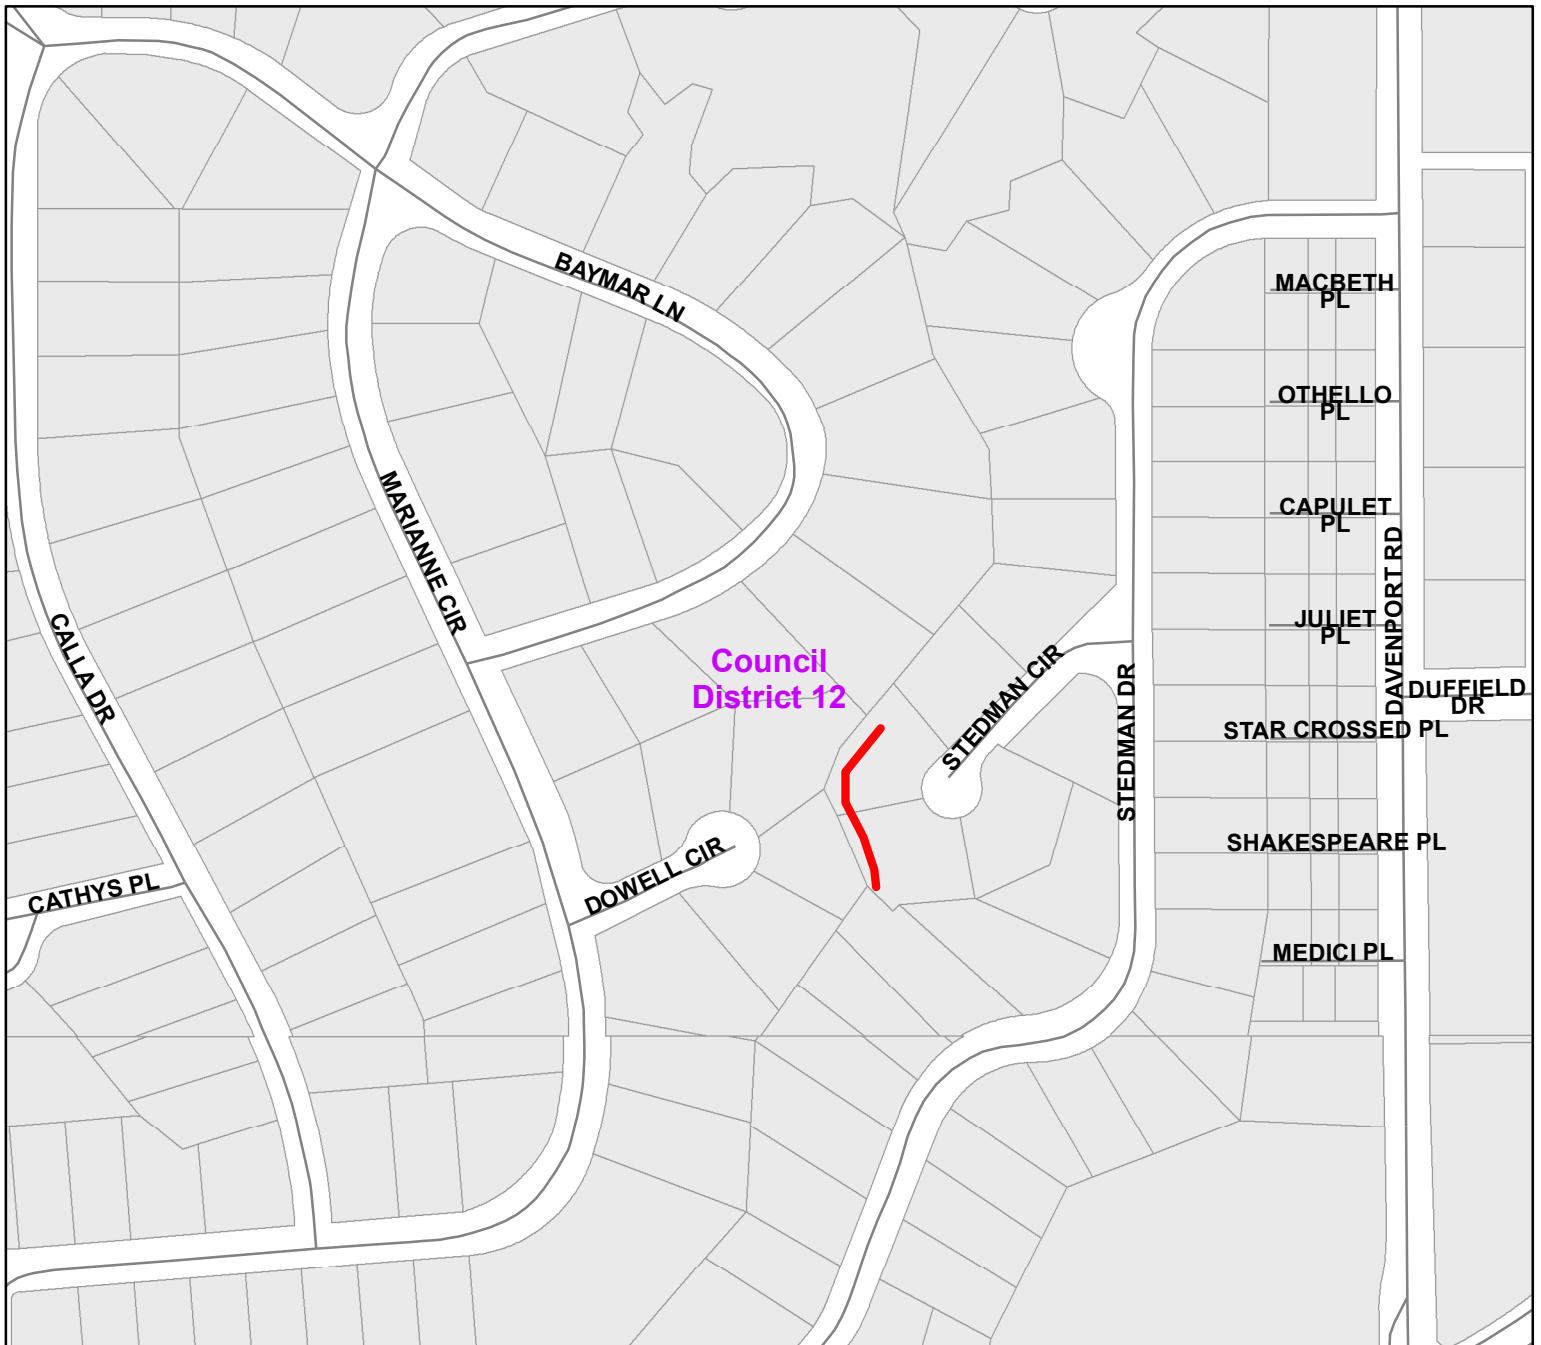 BAYMAR LN
MACBETH
PL
OTHELLO
PL
MARIANNE CIR
CAPULET
PL
DAVENPORT RD
CALLA DR
JULIET
PL
Council
District 12
STEDMAN CIR
STEDMAN DR
DUFFIELD
DR
STAR CROSSED PL
SHAKESPEARE PL
DOWELL CIR
CATHYS PL
MEDICI PL